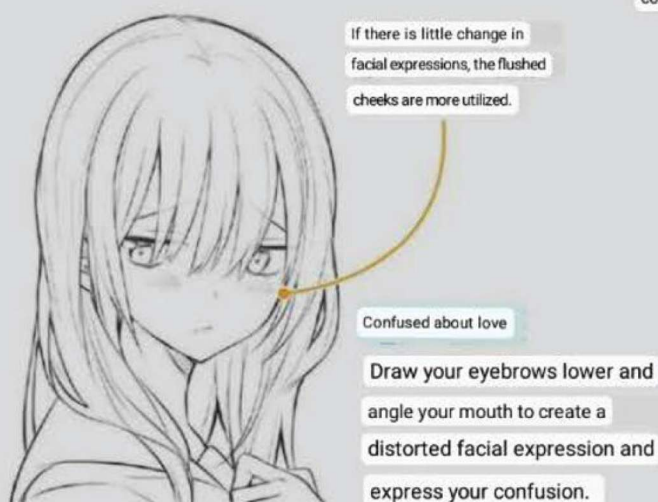 If there is little change in
facial expressions, the flushed
cheeks are more utilized.
Confused about love
Draw your eyebrows lower and
angle your mouth to create a
distorted facial expression and
express your confusion.